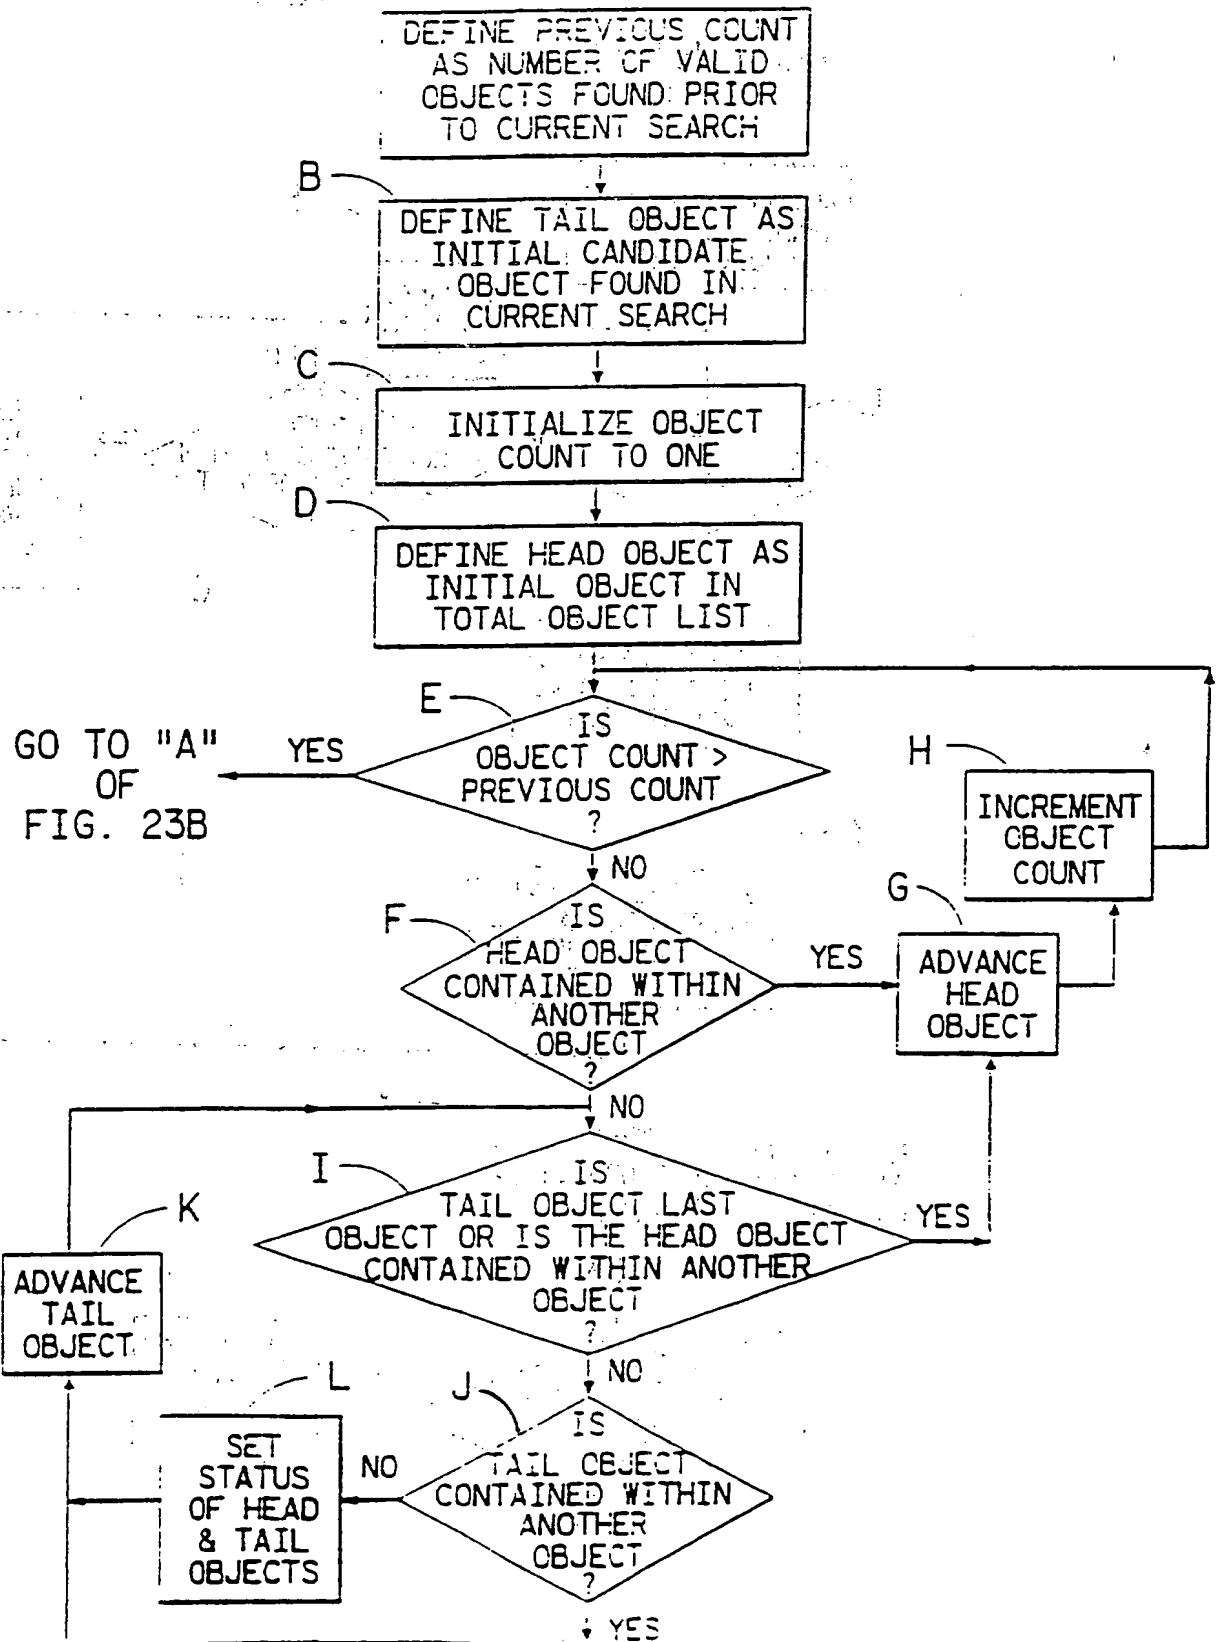 DEFINE PREVIOUS COUNT
AS NUMBER OF VALID
OBJECTS FOUND PRIOR
TO CURRENT SEARCH
B
DEFINE TAIL OBJECT AS
INITIAL CANDIDATE
OBJECT FOUND IN
CURRENT SEARCH
C
INITIALIZE OBJECT
COUNT TO ONE
D
DEFINE HEAD OBJECT AS
INITIAL OBJECT IN
TOTAL OBJECT LIST
E
IS
OBJECT COUNT >
PREVIOUS COUNT
?
YES
GO TO "A"
OF
FIG. 23B
NO
H
INCREMENT
OBJECT
COUNT
G
ADVANCE
HEAD
OBJECT
F
IS
HEAD OBJECT
CONTAINED WITHIN
ANOTHER
OBJECT
?
YES
NO
I
IS
TAIL OBJECT LAST
OBJECT OR IS THE HEAD OBJECT
CONTAINED WITHIN ANOTHER
OBJECT
?
YES
NO
K
ADVANCE
TAIL
OBJECT
L
SET
STATUS
OF HEAD
& TAIL
OBJECTS
NO
J
IS
TAIL OBJECT
CONTAINED WITHIN
ANOTHER
OBJECT
?
YES